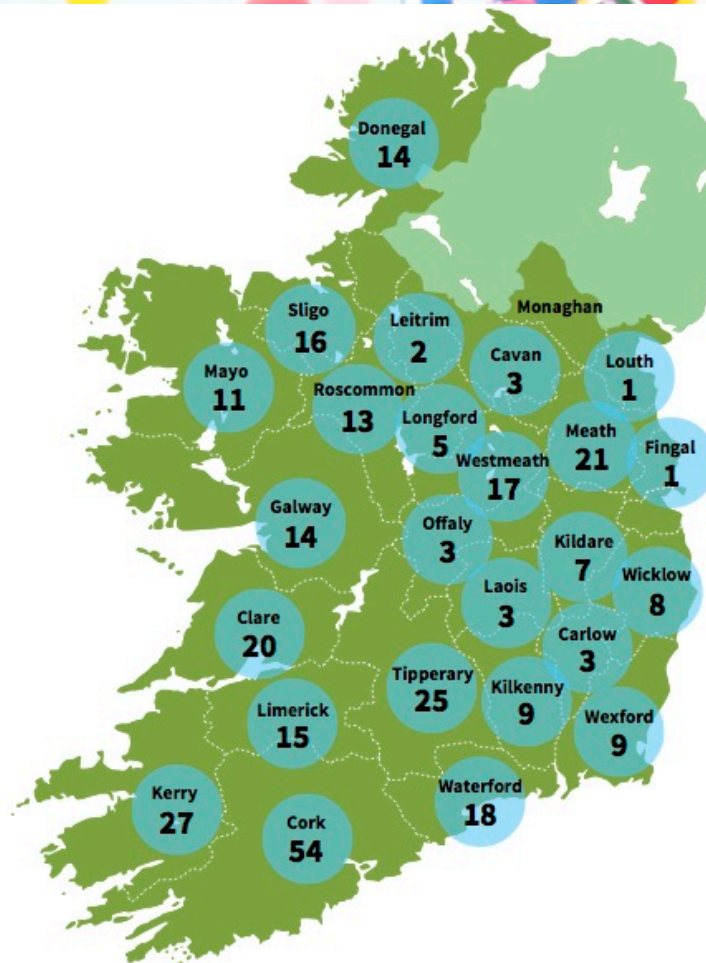 Donegal
14
Monaghan
Sligo
16
Leitrim
2
Cavan
3
Louth
1
Mayo
11
Roscommon
13
Longford
5
Meath
21
Fingal
1
Westmeath
17
Galway
14
Offaly
3
Kildare
7
Wicklow
8
Laois
3
Clare
20
Carlow
3
Tipperary
25
Kilkenny
9
Limerick
15
Wexford
9
Kerry
27
Waterford
18
Cork
54